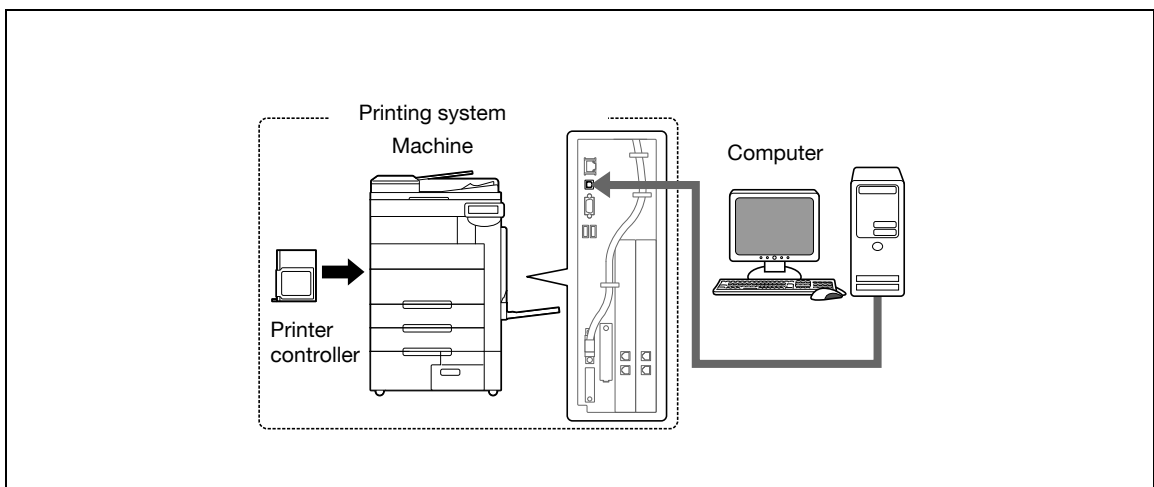 Printing system
Machine
Computer
Printer
controller